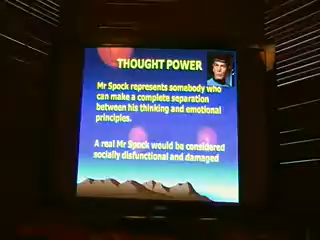 THOUGHT POWER
Mr Spock represents somebody who
can make a complete separation
between his thinking and emotional
principles.
A real Mr Spock would be considered
socially disfunctional and damaged